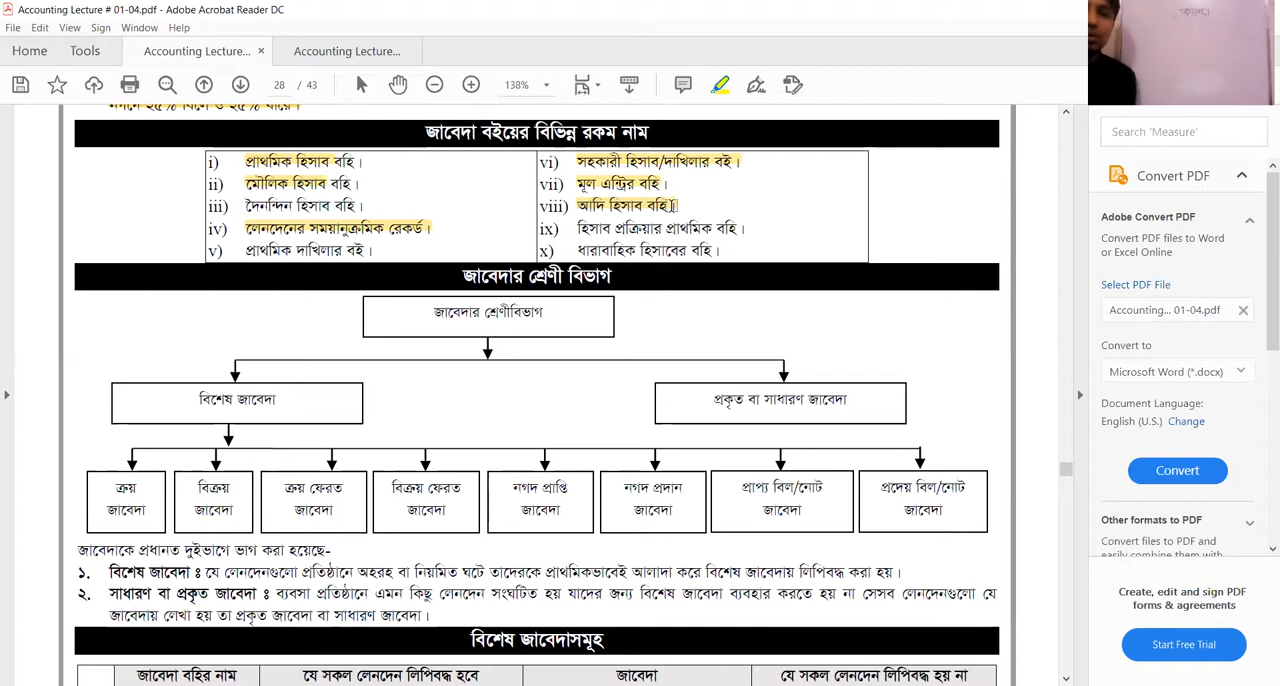 Accounting Lecture # 01-04.pdf - Adobe Acrobat Reader DC
File Edit View Sign Window Help
Home Tools Accounting Lecture... × Accounting Lecture...
28 / 43 138%
নগদে ২৫% বিলে ও ২৫% ধারে।
জাবেদা বইয়ের বিভিন্ন রকম নাম
i) প্রাথমিক হিসাব বহি। vi) সহকারী হিসাব/দাখিলার বই।
ii) মৌলিক হিসাব বহি। vii) মূল এন্ট্রির বহি।
iii) দৈনন্দিন হিসাব বহি। viii) আদি হিসাব বহি।
iv) লেনদেনের সময়ানুক্রমিক রেকর্ড। ix) হিসাব প্রক্রিয়ার প্রাথমিক বহি।
v) প্রাথমিক দাখিলার বই। x) ধারাবাহিক হিসাবের বহি।
জাবেদার শ্রেণী বিভাগ
জাবেদার শ্রেণীবিভাগ
বিশেষ জাবেদা প্রকৃত বা সাধারণ জাবেদা
ক্রয় বিক্রয় ক্রয় ফেরত বিক্রয় ফেরত নগদ প্রাপ্তি নগদ প্রদান প্রাপ্য বিল/নোট প্রদেয় বিল/নোট
জাবেদা জাবেদা জাবেদা জাবেদা জাবেদা জাবেদা জাবেদা জাবেদা
জাবেদাকে প্রধানত দুইভাগে ভাগ করা হয়েছে-
১. বিশেষ জাবেদা ঃ যে লেনদেনগুলো প্রতিষ্ঠানে অহরহ বা নিয়মিত ঘটে তাদেরকে প্রাথমিকভাবেই আলাদা করে বিশেষ জাবেদায় লিপিবদ্ধ করা হয়।
২. সাধারণ বা প্রকৃত জাবেদা ঃ ব্যবসা প্রতিষ্ঠানে এমন কিছু লেনদেন সংঘটিত হয় যাদের জন্য বিশেষ জাবেদা ব্যবহার করতে হয় না সেসব লেনদেনগুলো যে
জাবেদায় লেখা হয় তা প্রকৃত জাবেদা বা সাধারণ জাবেদা।
বিশেষ জাবেদাসমূহ
জাবেদা বহির নাম যে সকল লেনদেন লিপিবদ্ধ হবে জাবেদা যে সকল লেনদেন লিপিবদ্ধ হয় না
Search 'Measure'
Convert PDF
Adobe Convert PDF
Convert PDF files to Word
or Excel Online
Select PDF File
Accounting... 01-04.pdf ×
Convert to
Microsoft Word (*.docx)
Document Language:
English (U.S.) Change
Convert
Other formats to PDF
Convert files to PDF and
easily combine them with
Create, edit and sign PDF
forms & agreements
Start Free Trial